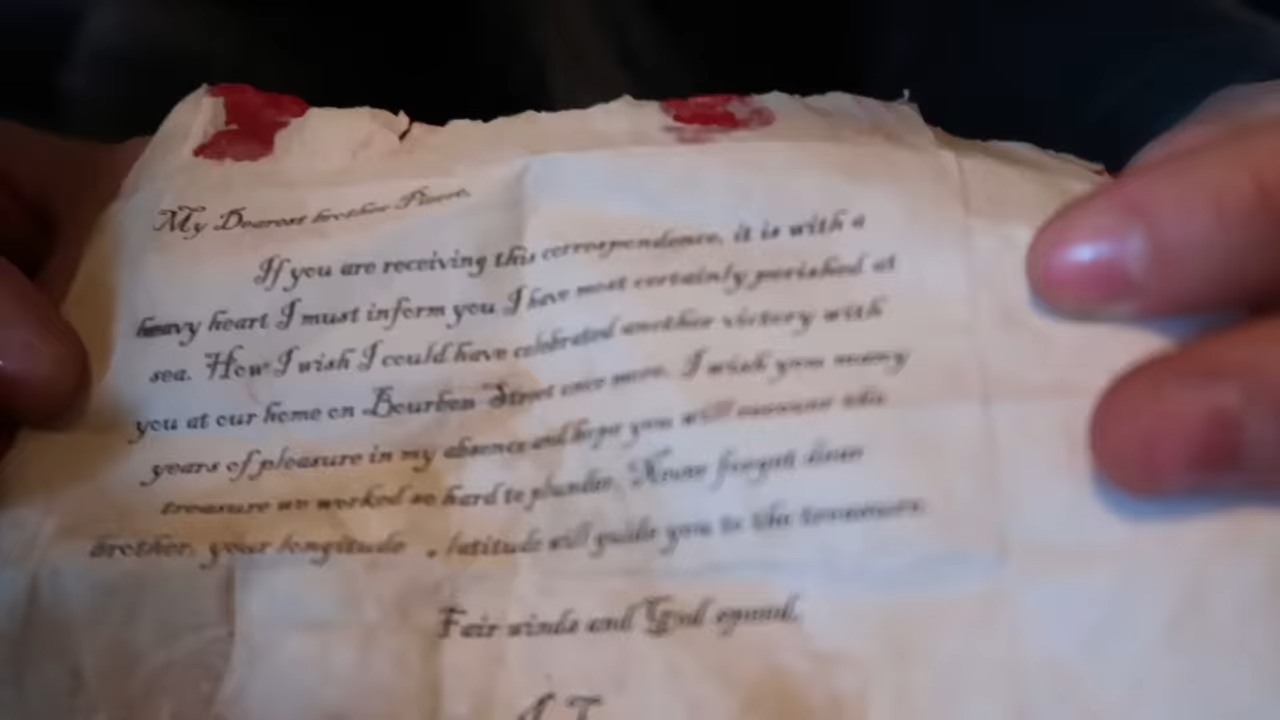 My Dearest brother Pierre,
If you are receiving this correspondence, it is with a
heavy heart I must inform you I have most certainly perished at
sea. How I wish I could have celebrated another victory with
you at our home on Bourbon Street once more. I wish you many
years of pleasure in my absence and hope you will recover the
treasure we worked so hard to plunder. Never forget dear
brother, your longitude latitude will guide you to the
Fair winds and God speed,